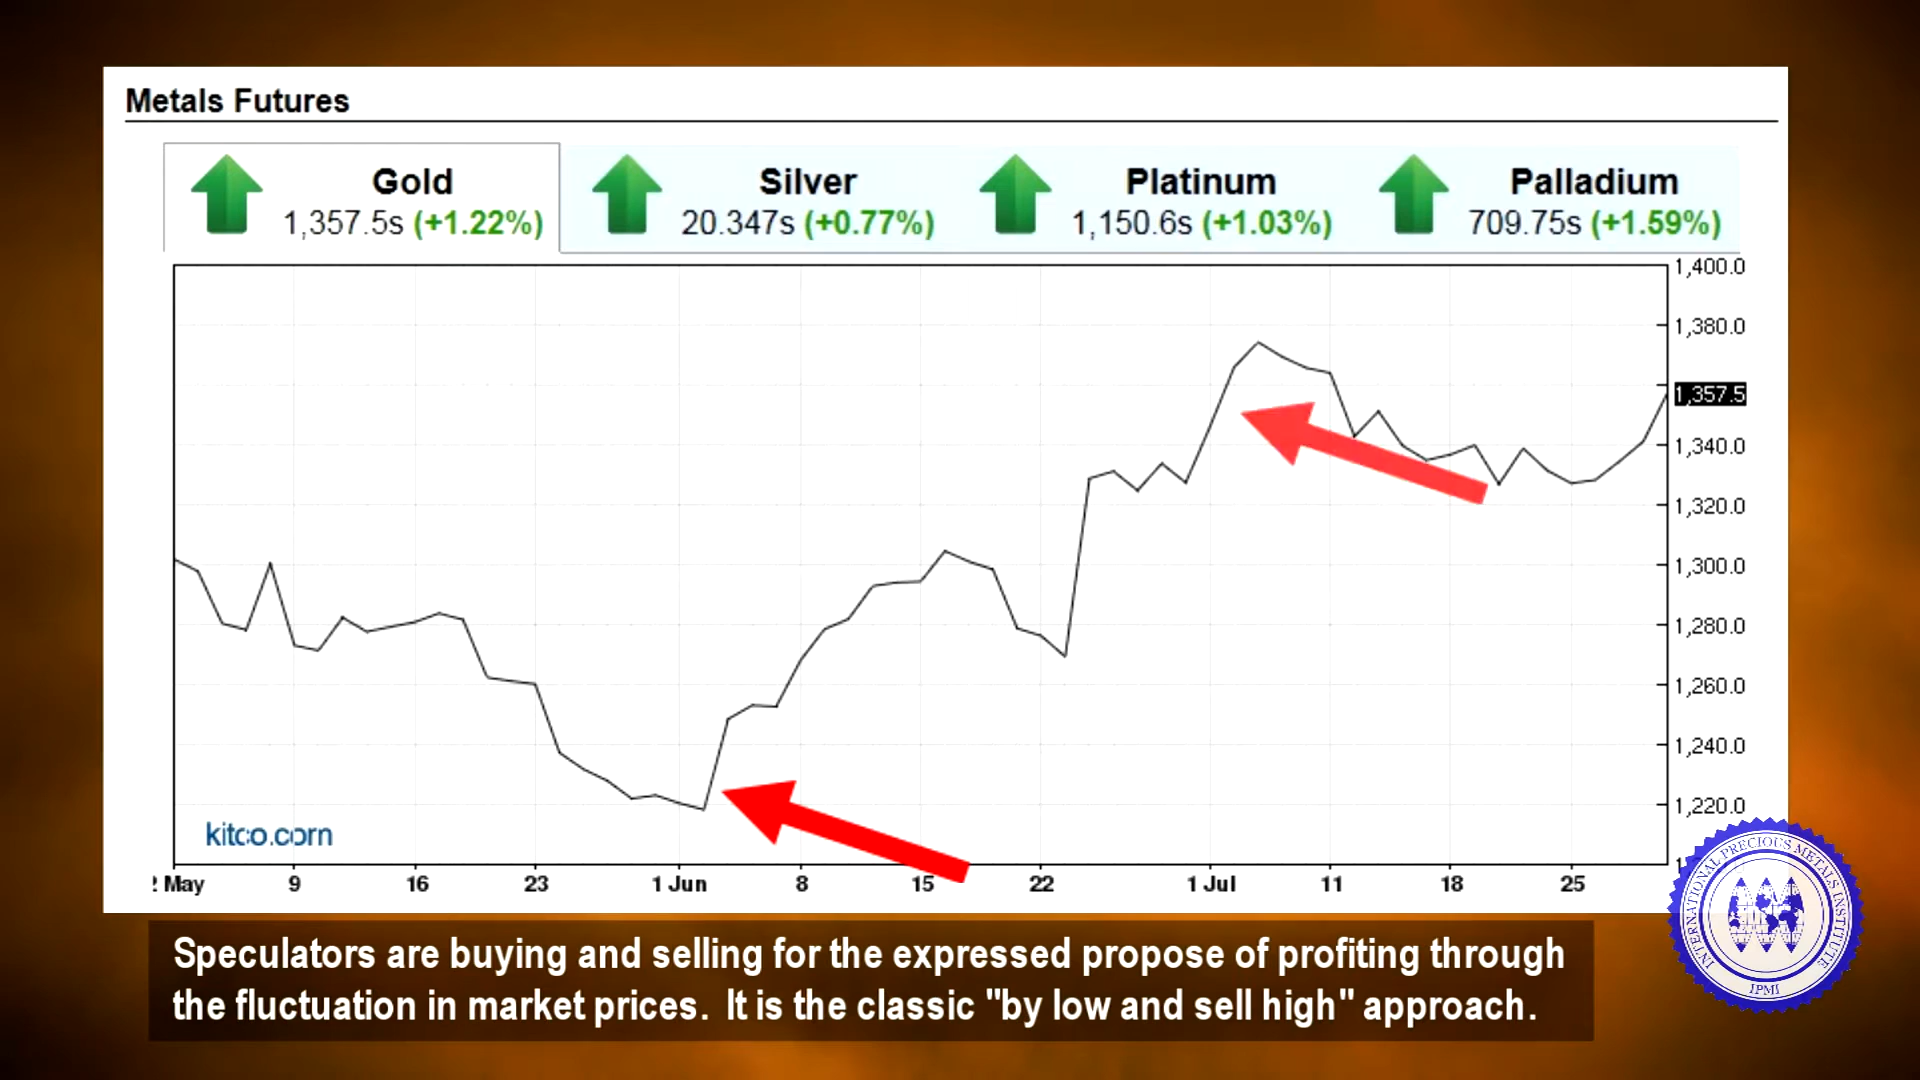 Metals Futures
Gold
1,357.5s (+1.22%)
Silver
20.347s (+0.77%)
Platinum
1,150.6s (+1.03%)
Palladium
709.75s (+1.59%)
1,400.0
1,380.0
1,357.5
1,340.0
1,320.0
1,300.0
1,280.0
1,260.0
1,240.0
1,220.0
kitco.com
May 9 16 23 1 Jun 8 15 22 1 Jul 11 18 25
INTERNATIONAL PRECIOUS METALS INSTITUTE
IPMI
Speculators are buying and selling for the expressed propose of profiting through
the fluctuation in market prices. It is the classic "by low and sell high" approach.